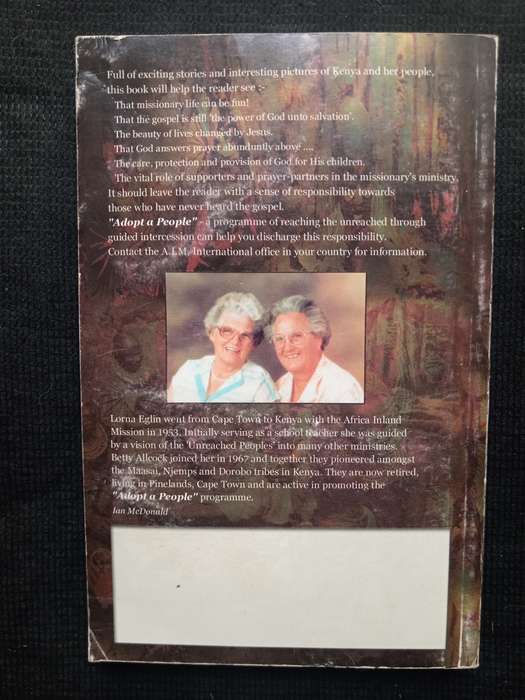 Full of exciting stories and interesting pictures of Kenya and her people,
this book will help the reader see :-
That missionary life can be fun!
That the gospel is still 'the power of God unto salvation'.
The beauty of lives changed by Jesus.
That God answers prayer abundantly above ....
The care, protection and provision of God for His children.
The vital role of supporters and prayer-partners in the missionary's ministry.
It should leave the reader with a sense of responsibility towards
those who have never heard the gospel.
"Adopt a People" - a programme of reaching the unreached through
guided intercession can help you discharge this responsibility.
Contact the A.I.M. International office in your country for information.
Lorna Eglin went from Cape Town to Kenya with the Africa Inland
Mission in 1953. Initially serving as a school teacher she was guided
by a vision of the 'Unreached Peoples' into many other ministries.
Betty Allcock joined her in 1967 and together they pioneered amongst
the Maasai, Njemps and Dorobo tribes in Kenya. They are now retired,
living in Pinelands, Cape Town and are active in promoting the
"Adopt a People" programme.
Ian McDonald